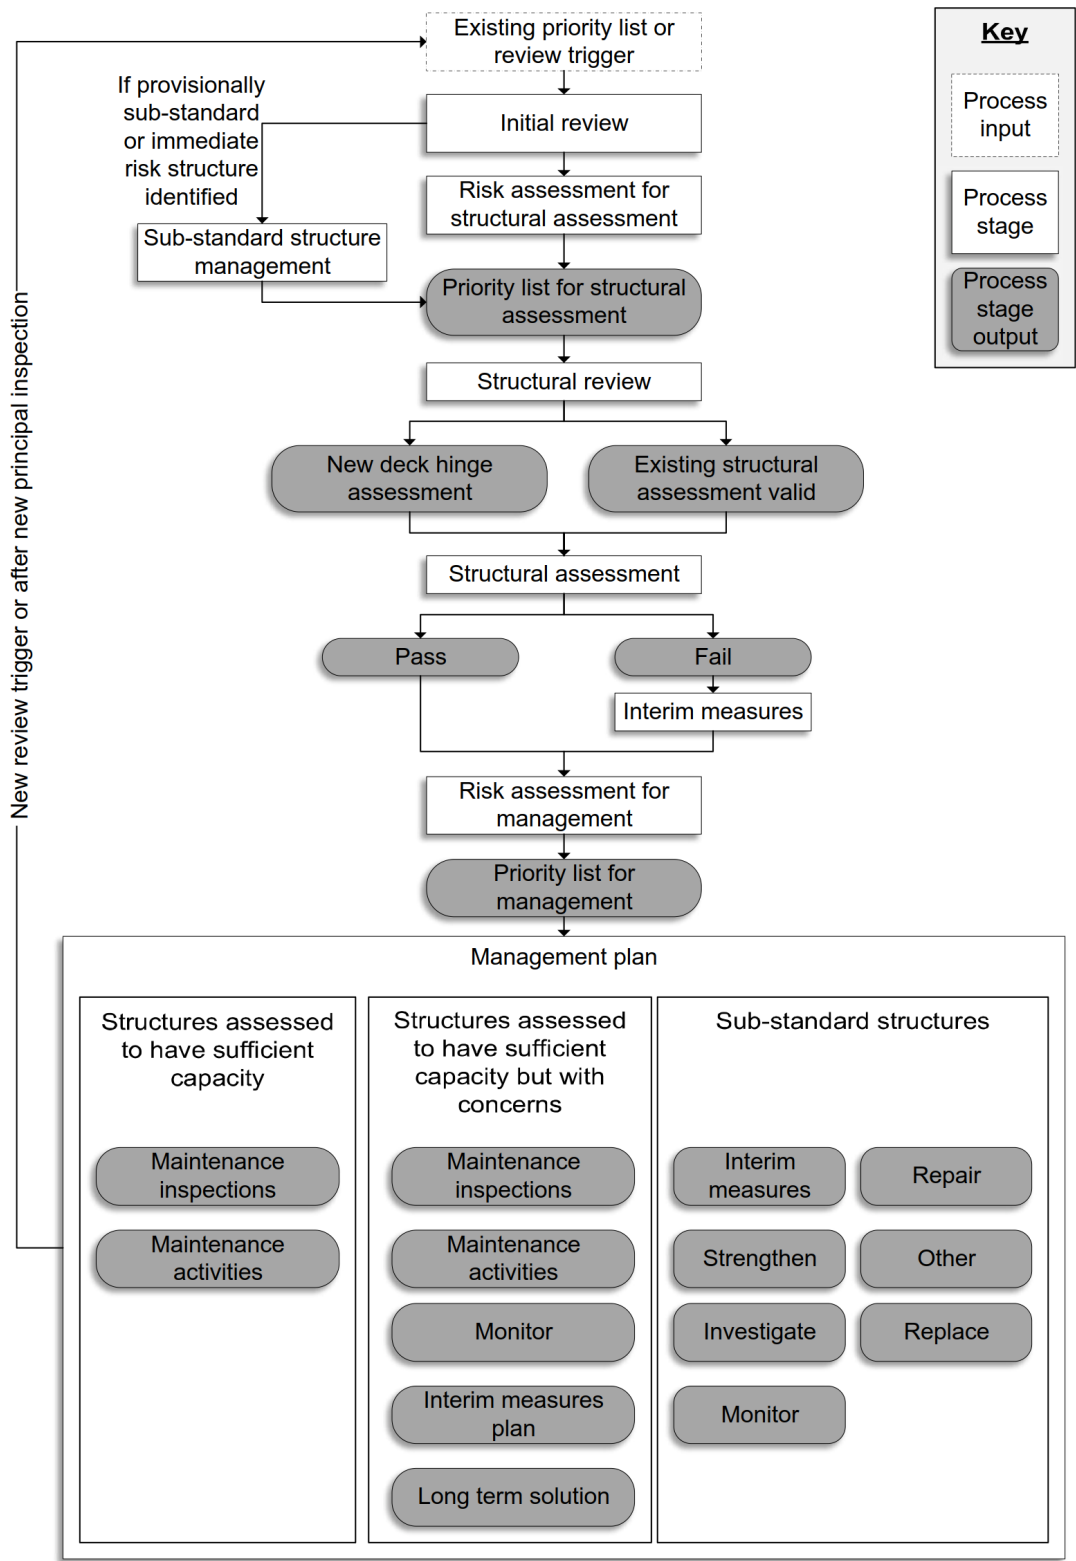 Existing priority list or
review trigger
Key
Process
input
Process
stage
Process
stage
output
If provisionally
sub-standard
or immediate
risk structure
identified
Initial review
Risk assessment for
structural assessment
Sub-standard structure
management
Priority list for structural
assessment
Structural review
New deck hinge
assessment
Existing structural
assessment valid
Structural assessment
Pass
Fail
Interim measures
Risk assessment for
management
Priority list for
management
New review trigger or after new principal inspection
Management plan
Structures assessed
to have sufficient
capacity
Maintenance
inspections
Maintenance
activities
Structures assessed
to have sufficient
capacity but with
concerns
Maintenance
inspections
Maintenance
activities
Monitor
Interim measures
plan
Long term solution
Sub-standard structures
Interim
measures
Repair
Strengthen
Other
Investigate
Replace
Monitor